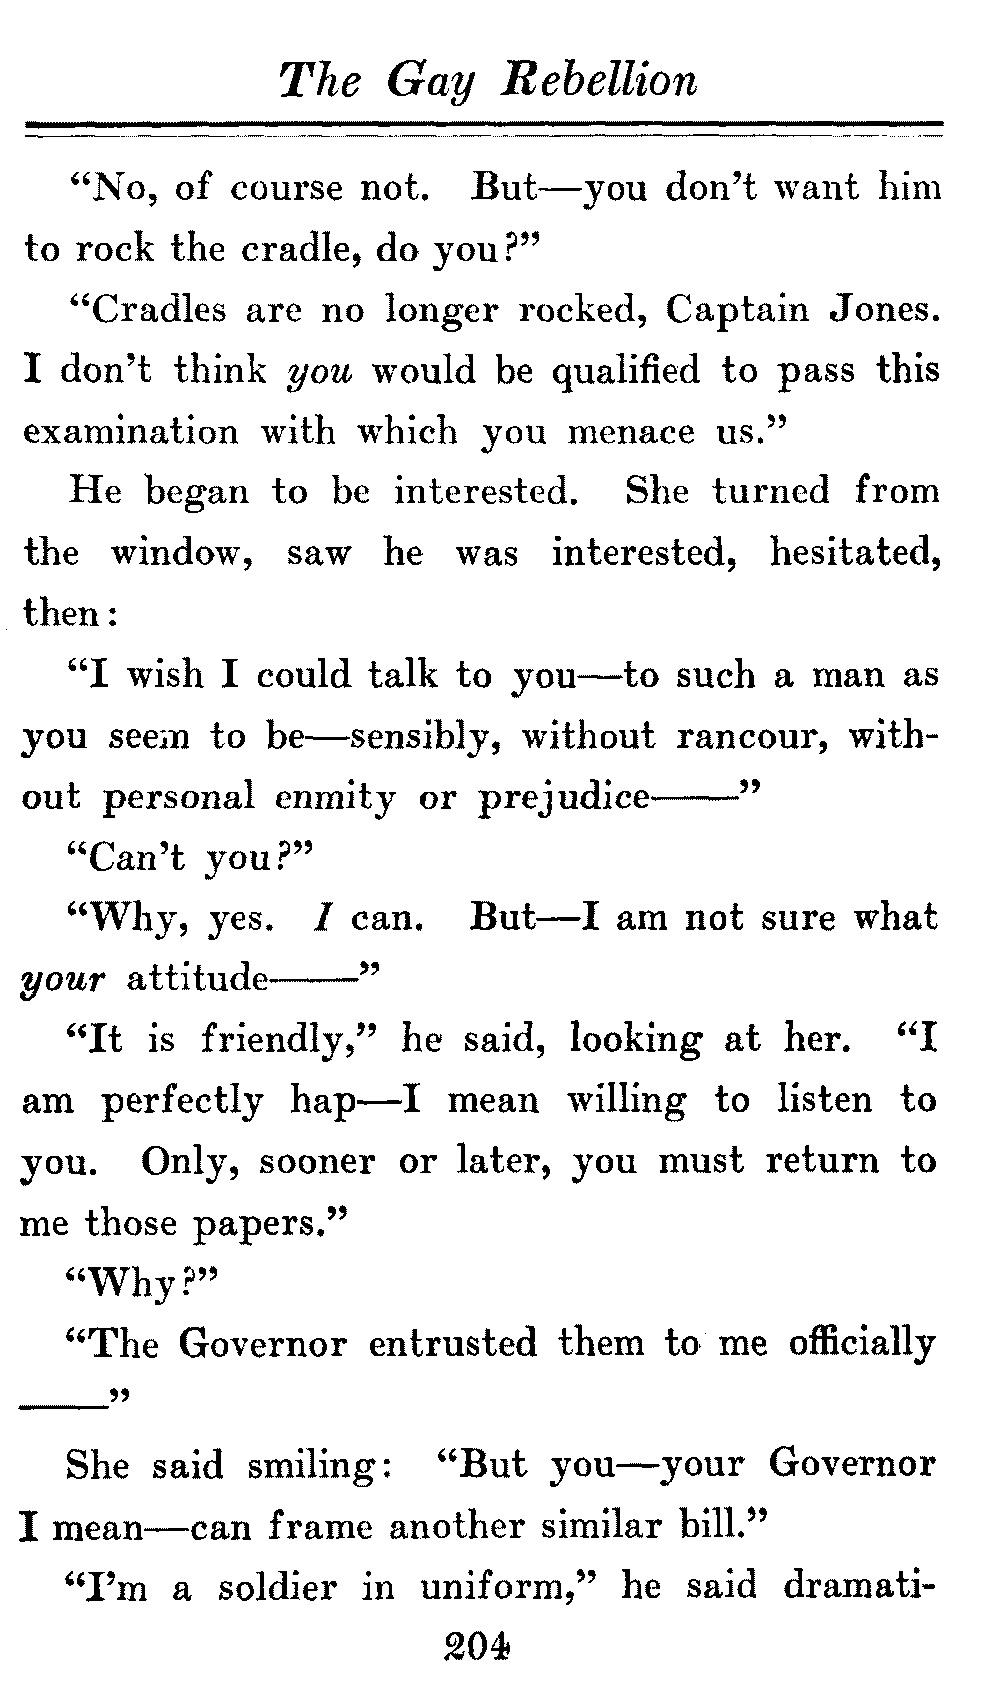 The Gay Rebellion
“No, of course not. But—you don’t want him
to rock the cradle, do you?”
“Cradles are no longer rocked, Captain Jones.
I don’t think you would be qualified to pass this
examination with which you menace us.”
He began to be interested. She turned from
the window, saw he was interested, hesitated,
then:
“I wish I could talk to you—to such a man as
you seem to be—sensibly, without rancour, with-
out personal enmity or prejudice——”
“Can’t you?”
“Why, yes. I can. But—I am not sure what
your attitude——”
“It is friendly,” he said, looking at her. “I
am perfectly hap—I mean willing to listen to
you. Only, sooner or later, you must return to
me those papers.”
“Why?”
“The Governor entrusted them to me officially
——”
She said smiling: “But you—your Governor
I mean—can frame another similar bill.”
“I’m a soldier in uniform,” he said dramati-
204